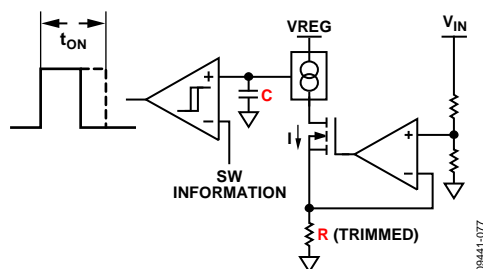 tON
VREG
VIN
+
C
−
I
+
−
SW
INFORMATION
R (TRIMMED)
09441-077